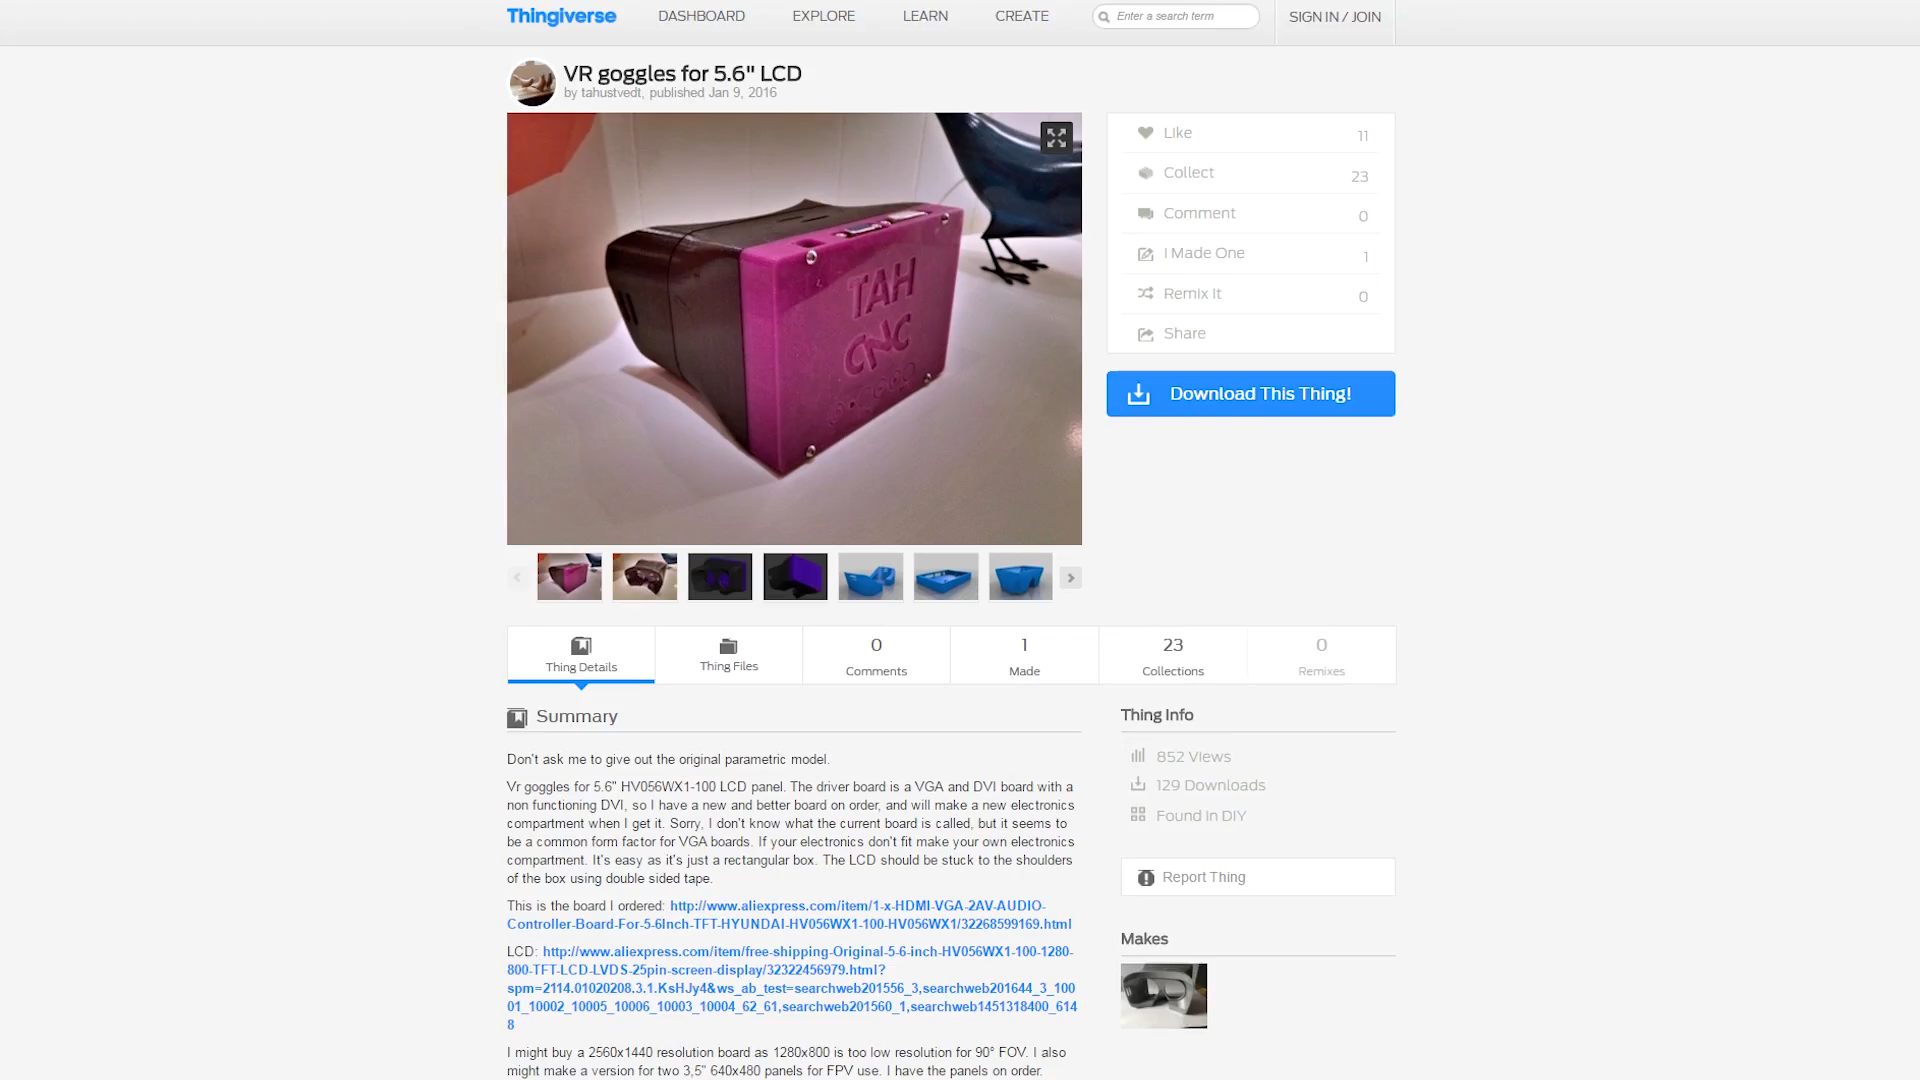 Thingiverse DASHBOARD EXPLORE LEARN CREATE Enter a search term SIGN IN / JOIN
VR goggles for 5.6" LCD
by tahustvedt, published Jan 9, 2016
TAH
CNC
Like 11
Collect 23
Comment 0
I Made One 1
Remix It 0
Share
Download This Thing!
Thing Details
Thing Files
0
Comments
1
Made
23
Collections
0
Remixes
Summary
Don't ask me to give out the original parametric model.
Vr goggles for 5.6" HV056WX1-100 LCD panel. The driver board is a VGA and DVI board with a
non functioning DVI, so I have a new and better board on order, and will make a new electronics
compartment when I get it. Sorry, I don't know what the current board is called, but it seems to
be a common form factor for VGA boards. If your electronics don't fit make your own electronics
compartment. It's easy as it's just a rectangular box. The LCD should be stuck to the shoulders
of the box using double sided tape.
This is the board I ordered: http://www.aliexpress.com/item/1-x-HDMI-VGA-2AV-AUDIO-
Controller-Board-For-5-6Inch-TFT-HYUNDAI-HV056WX1-100-HV056WX1/32268599169.html
LCD: http://www.aliexpress.com/item/free-shipping-Original-5-6-inch-HV056WX1-100-1280-
800-TFT-LCD-LVDS-25pin-screen-display/32322456979.html?
spm=2114.01020208.3.1.KsHJy4&ws_ab_test=searchweb201556_3,searchweb201644_3_100
01_10002_10005_10006_10003_10004_62_61,searchweb201560_1,searchweb1451318400_614
8
I might buy a 2560x1440 resolution board as 1280x800 is too low resolution for 90° FOV. I also
might make a version for two 3,5" 640x480 panels for FPV use. I have the panels on order.
Thing Info
852 Views
129 Downloads
Found in DIY
Report Thing
Makes